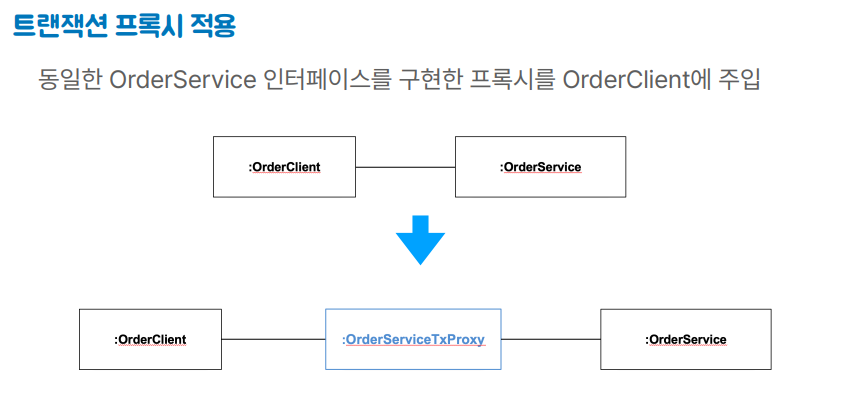 트랜잭션 프록시 적용
동일한 OrderService 인터페이스를 구현한 프록시를 OrderClient에 주입
:OrderClient
:OrderService
:OrderClient
:OrderServiceTxProxy
:OrderService